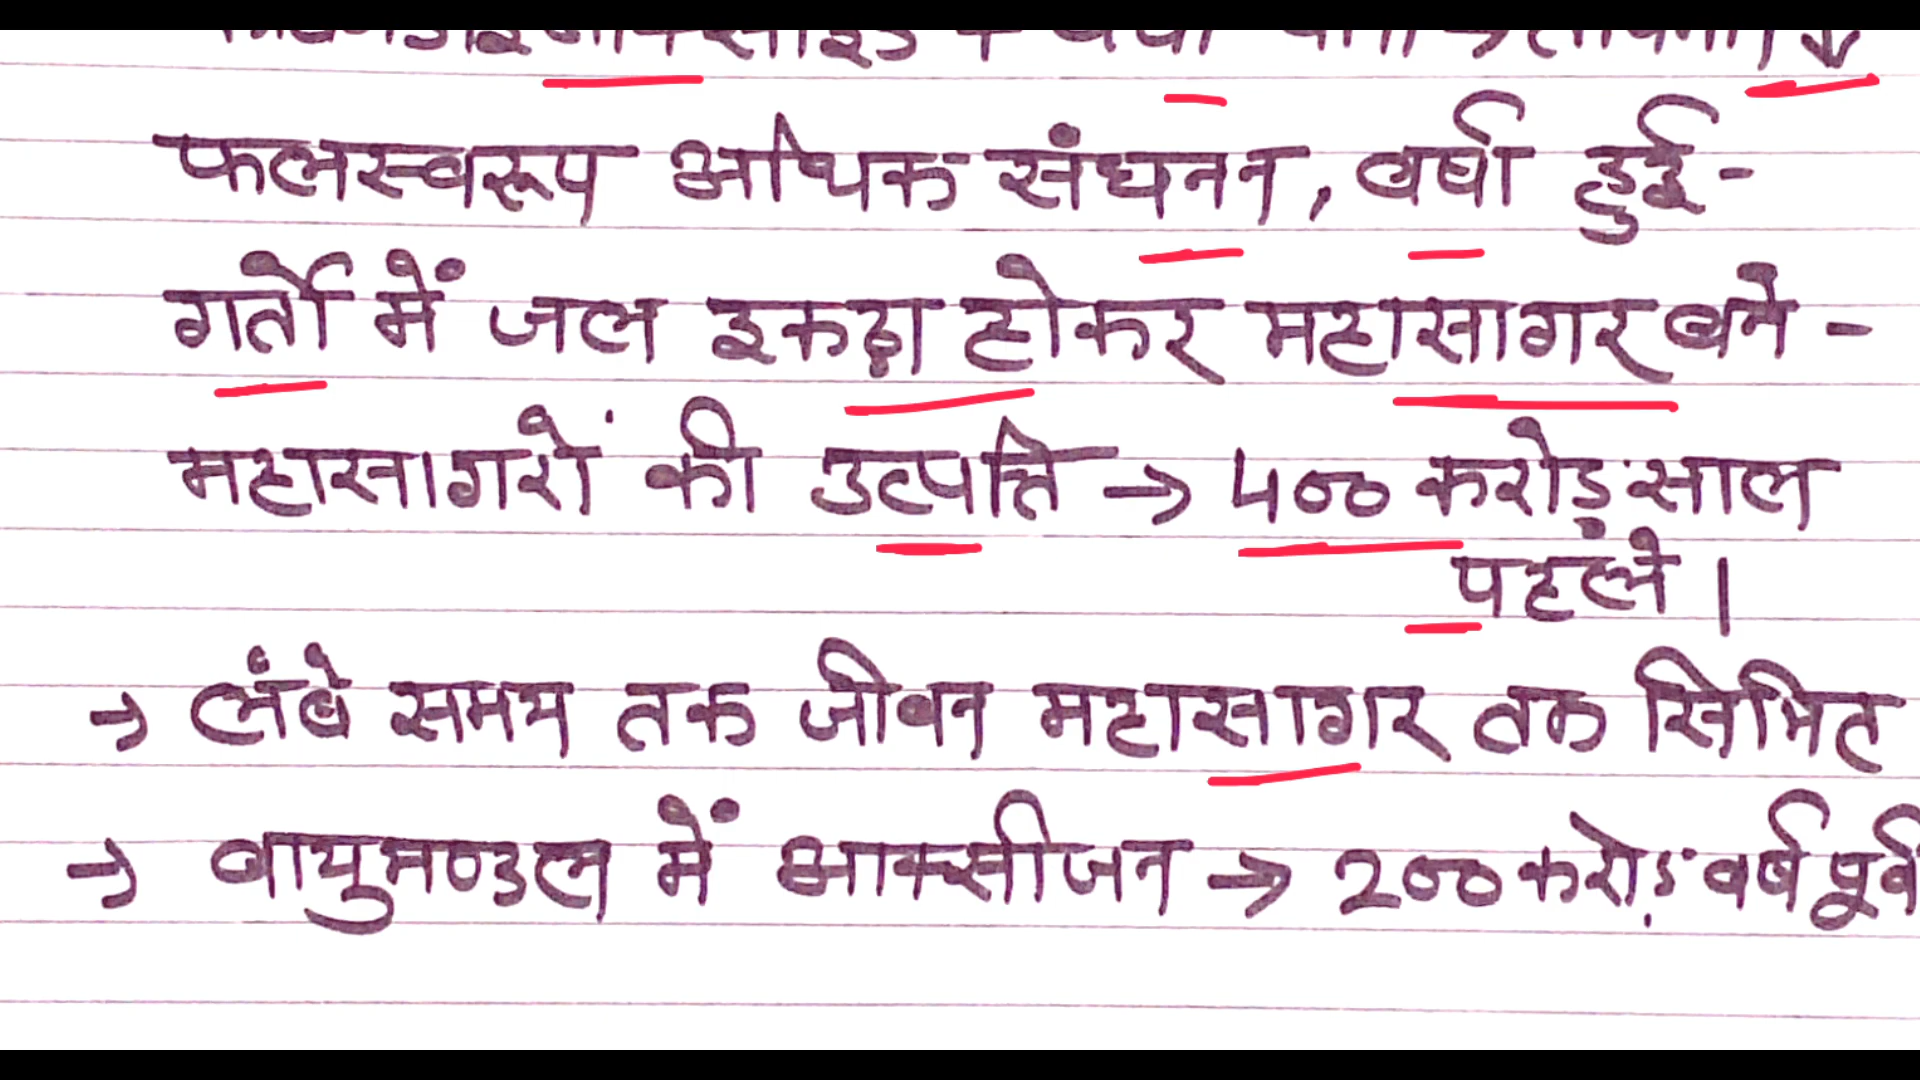 फलस्वरूप अधिक संघनन, वर्षा हुई-
गर्तो में जल इकट्ठा होकर महासागर बने -
महासागरों की उत्पत्ति → 400 करोड़ साल
पहले ।
→ लंबे समय तक जीवन महासागर तक सिमित
→ वायुमण्डल में आक्सीजन → 200 करोड़ वर्ष पूर्व